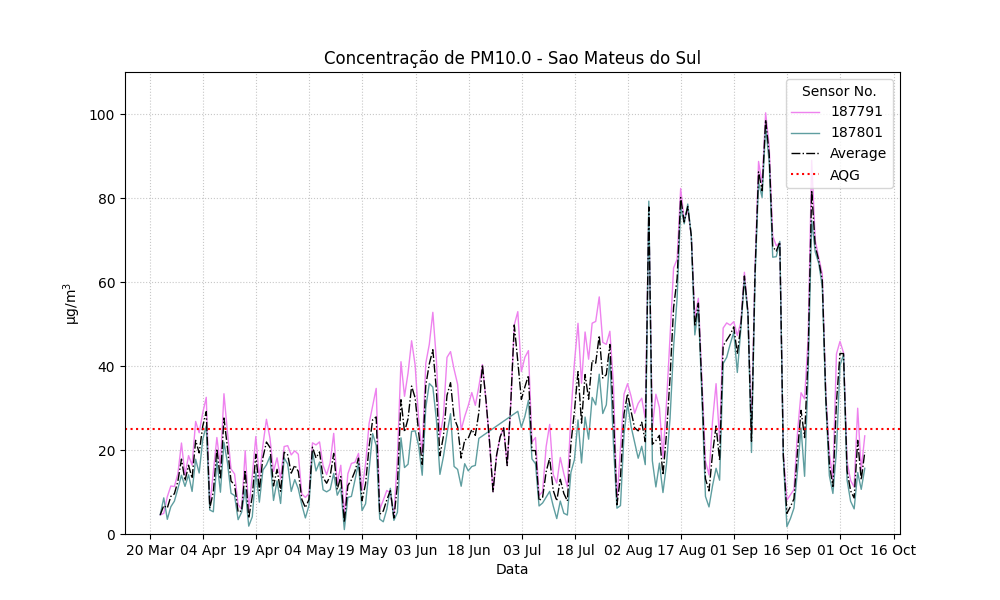 Concentração de PM10.0 - Sao Mateus do Sul
Sensor No.
187791
187801
Average
AQG
µg/m³
100
80
60
40
20
0
20 Mar 04 Apr 19 Apr 04 May 19 May 03 Jun 18 Jun 03 Jul 18 Jul 02 Aug 17 Aug 01 Sep 16 Sep 01 Oct 16 Oct
Data